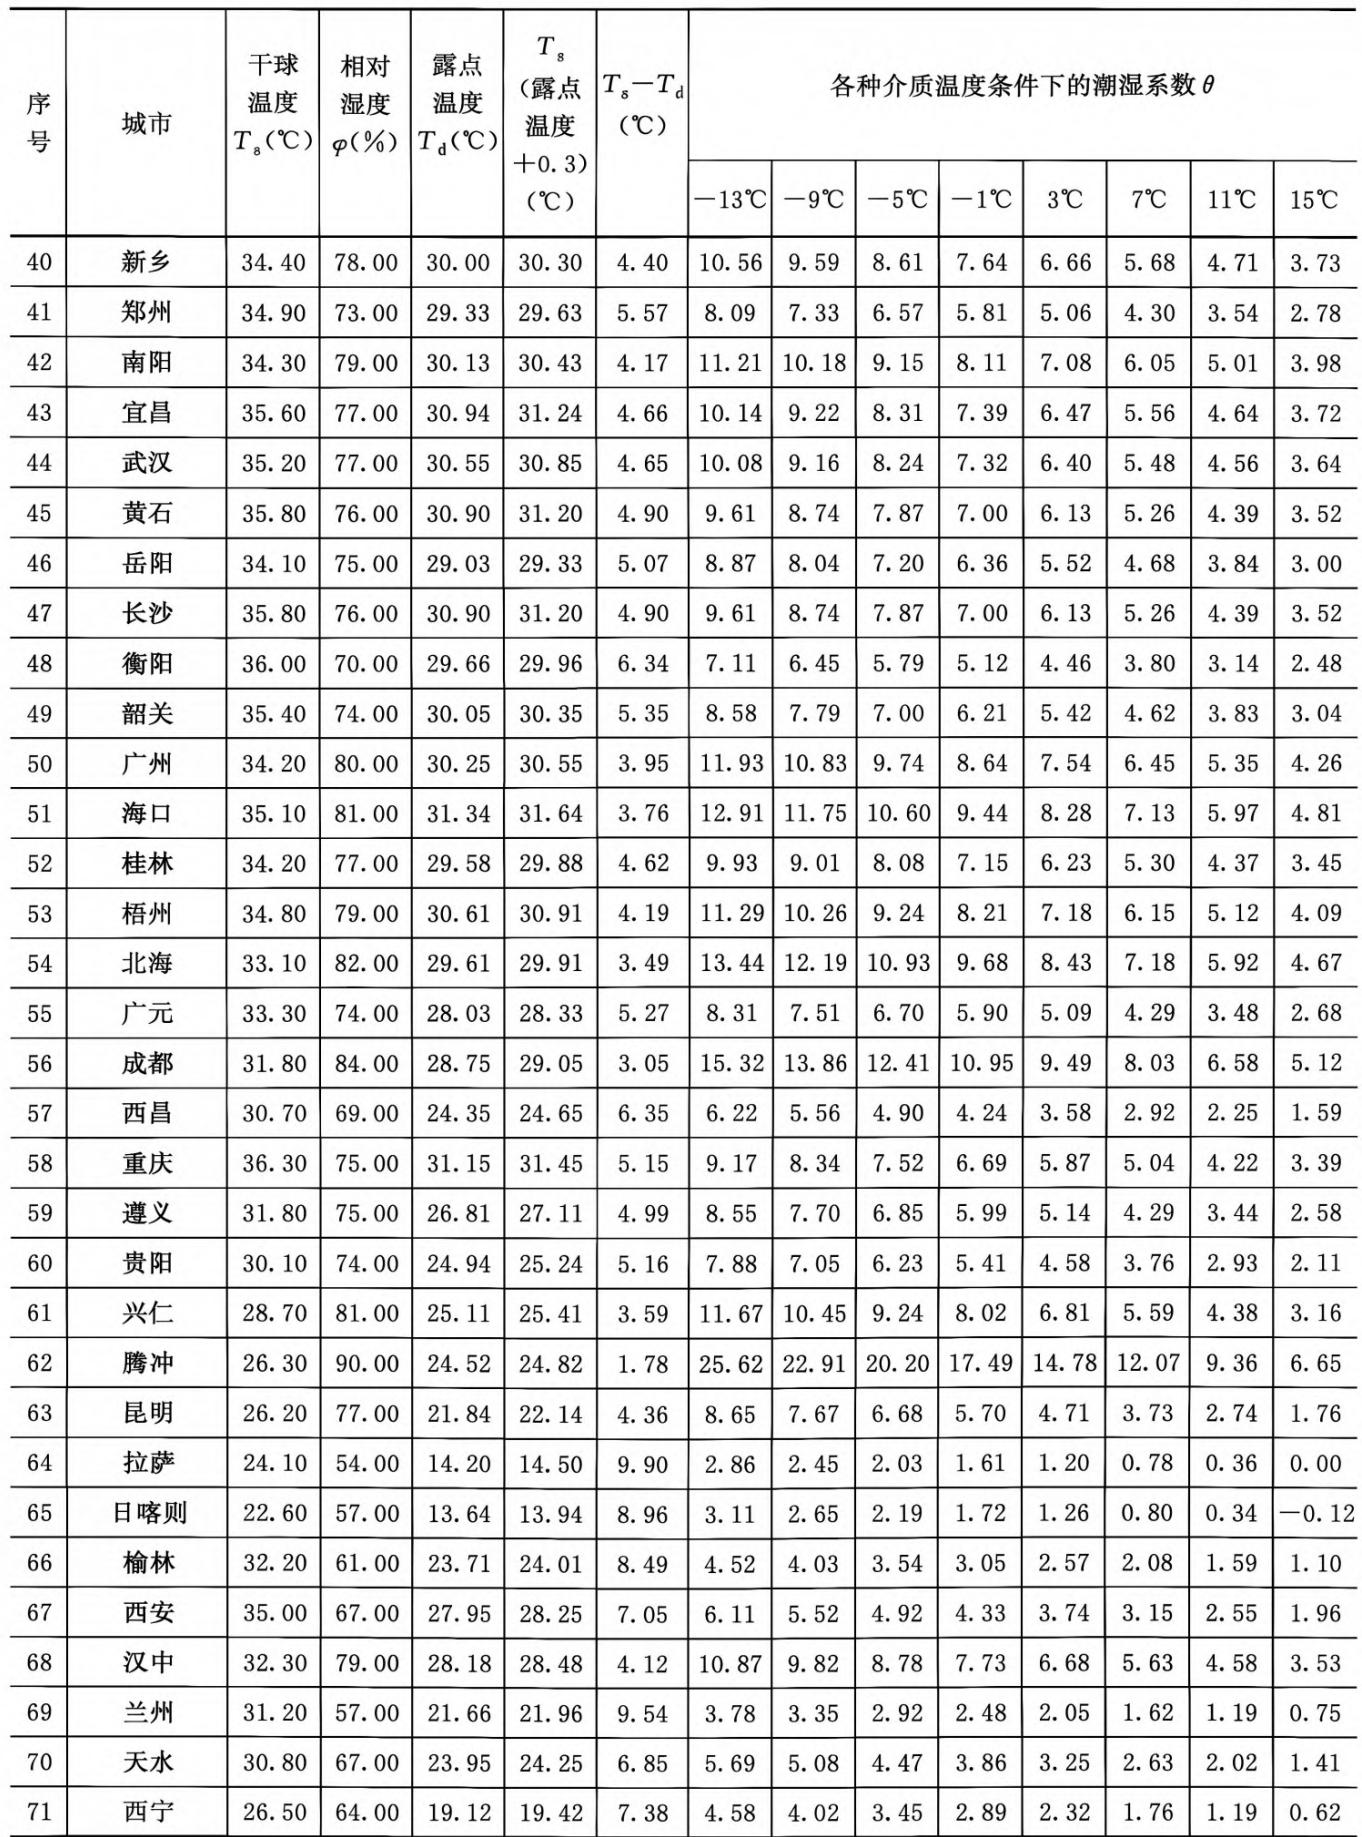 序号 城市 干球温度 Ts(℃) 相对湿度 φ(%) 露点温度 Td(℃) Ts(露点温度+0.3)(℃) Ts-Td(℃) 各种介质温度条件下的潮湿系数 θ
-13℃ -9℃ -5℃ -1℃ 3℃ 7℃ 11℃ 15℃
40 新乡 34.40 78.00 30.00 30.30 4.40 10.56 9.59 8.61 7.64 6.66 5.68 4.71 3.73
41 郑州 34.90 73.00 29.33 29.63 5.57 8.09 7.33 6.57 5.81 5.06 4.30 3.54 2.78
42 南阳 34.30 79.00 30.13 30.43 4.17 11.21 10.18 9.15 8.11 7.08 6.05 5.01 3.98
43 宜昌 35.60 77.00 30.94 31.24 4.66 10.14 9.22 8.31 7.39 6.47 5.56 4.64 3.72
44 武汉 35.20 77.00 30.55 30.85 4.65 10.08 9.16 8.24 7.32 6.40 5.48 4.56 3.64
45 黄石 35.80 76.00 30.90 31.20 4.90 9.61 8.74 7.87 7.00 6.13 5.26 4.39 3.52
46 岳阳 34.10 75.00 29.03 29.33 5.07 8.87 8.04 7.20 6.36 5.52 4.68 3.84 3.00
47 长沙 35.80 76.00 30.90 31.20 4.90 9.61 8.74 7.87 7.00 6.13 5.26 4.39 3.52
48 衡阳 36.00 70.00 29.66 29.96 6.34 7.11 6.45 5.79 5.12 4.46 3.80 3.14 2.48
49 韶关 35.40 74.00 30.05 30.35 5.35 8.58 7.79 7.00 6.21 5.42 4.62 3.83 3.04
50 广州 34.20 80.00 30.25 30.55 3.95 11.93 10.83 9.74 8.64 7.54 6.45 5.35 4.26
51 海口 35.10 81.00 31.34 31.64 3.76 12.91 11.75 10.60 9.44 8.28 7.13 5.97 4.81
52 桂林 34.20 77.00 29.58 29.88 4.62 9.93 9.01 8.08 7.15 6.23 5.30 4.37 3.45
53 梧州 34.80 79.00 30.61 30.91 4.19 11.29 10.26 9.24 8.21 7.18 6.15 5.12 4.09
54 北海 33.10 82.00 29.61 29.91 3.49 13.44 12.19 10.93 9.68 8.43 7.18 5.92 4.67
55 广元 33.30 74.00 28.03 28.33 5.27 8.31 7.51 6.70 5.90 5.09 4.29 3.48 2.68
56 成都 31.80 84.00 28.75 29.05 3.05 15.32 13.86 12.41 10.95 9.49 8.03 6.58 5.12
57 西昌 30.70 69.00 24.35 24.65 6.35 6.22 5.56 4.90 4.24 3.58 2.92 2.25 1.59
58 重庆 36.30 75.00 31.15 31.45 5.15 9.17 8.34 7.52 6.69 5.87 5.04 4.22 3.39
59 遵义 31.80 75.00 26.81 27.11 4.99 8.55 7.70 6.85 5.99 5.14 4.29 3.44 2.58
60 贵阳 30.10 74.00 24.94 25.24 5.16 7.88 7.05 6.23 5.41 4.58 3.76 2.93 2.11
61 兴仁 28.70 81.00 25.11 25.41 3.59 11.67 10.45 9.24 8.02 6.81 5.59 4.38 3.16
62 腾冲 26.30 90.00 24.52 24.82 1.78 25.62 22.91 20.20 17.49 14.78 12.07 9.36 6.65
63 昆明 26.20 77.00 21.84 22.14 4.36 8.65 7.67 6.68 5.70 4.71 3.73 2.74 1.76
64 拉萨 24.10 54.00 14.20 14.50 9.90 2.86 2.45 2.03 1.61 1.20 0.78 0.36 0.00
65 日喀则 22.60 57.00 13.64 13.94 8.96 3.11 2.65 2.19 1.72 1.26 0.80 0.34 -0.12
66 榆林 32.20 61.00 23.71 24.01 8.49 4.52 4.03 3.54 3.05 2.57 2.08 1.59 1.10
67 西安 35.00 67.00 27.95 28.25 7.05 6.11 5.52 4.92 4.33 3.74 3.15 2.55 1.96
68 汉中 32.30 79.00 28.18 28.48 4.12 10.87 9.82 8.78 7.73 6.68 5.63 4.58 3.53
69 兰州 31.20 57.00 21.66 21.96 9.54 3.78 3.35 2.92 2.48 2.05 1.62 1.19 0.75
70 天水 30.80 67.00 23.95 24.25 6.85 5.69 5.08 4.47 3.86 3.25 2.63 2.02 1.41
71 西宁 26.50 64.00 19.12 19.42 7.38 4.58 4.02 3.45 2.89 2.32 1.76 1.19 0.62